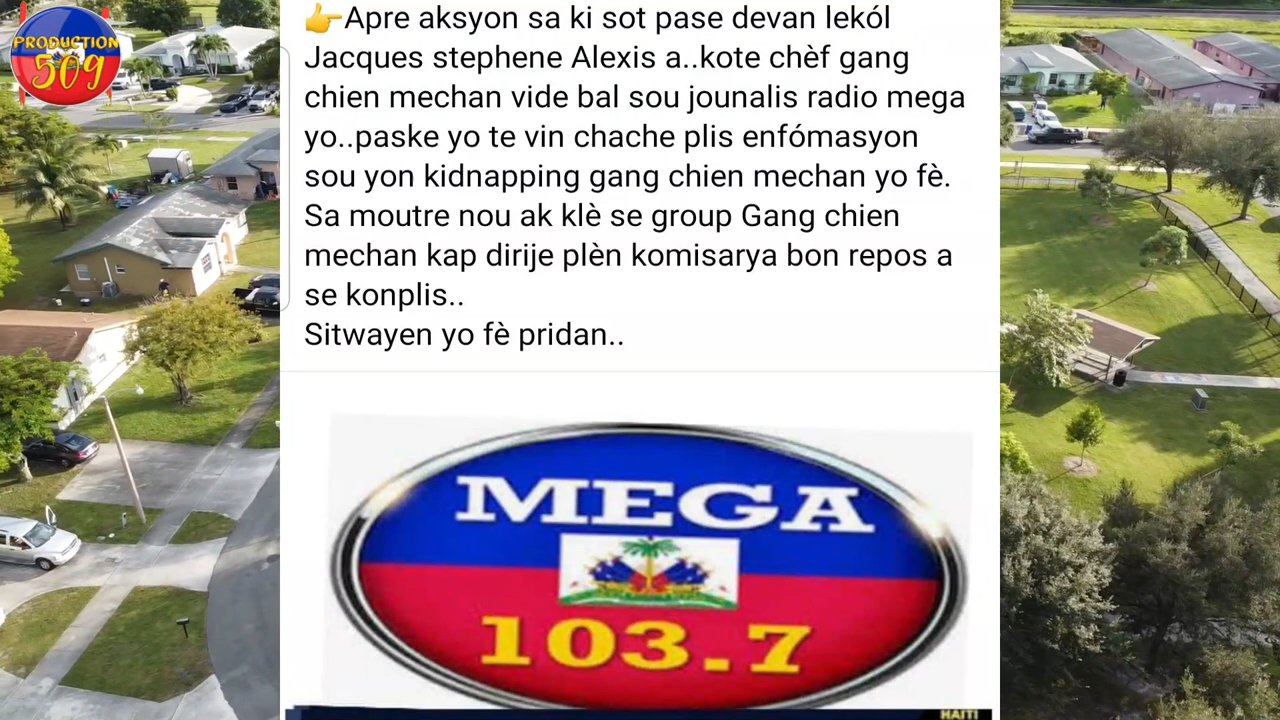 PRODUCTION
509
👉Apre aksyon sa ki sot pase devan lekól
Jacques stephene Alexis a..kote chèf gang
chien mechan vide bal sou jounalis radio mega
yo..paske yo te vin chache plis enfómasyon
sou yon kidnapping gang chien mechan yo fè.
Sa moutre nou ak klè se group Gang chien
mechan kap dirije plèn komisarya bon repos a
se konplis..
Sitwayen yo fè pridan..
MEGA
103.7
HAITI